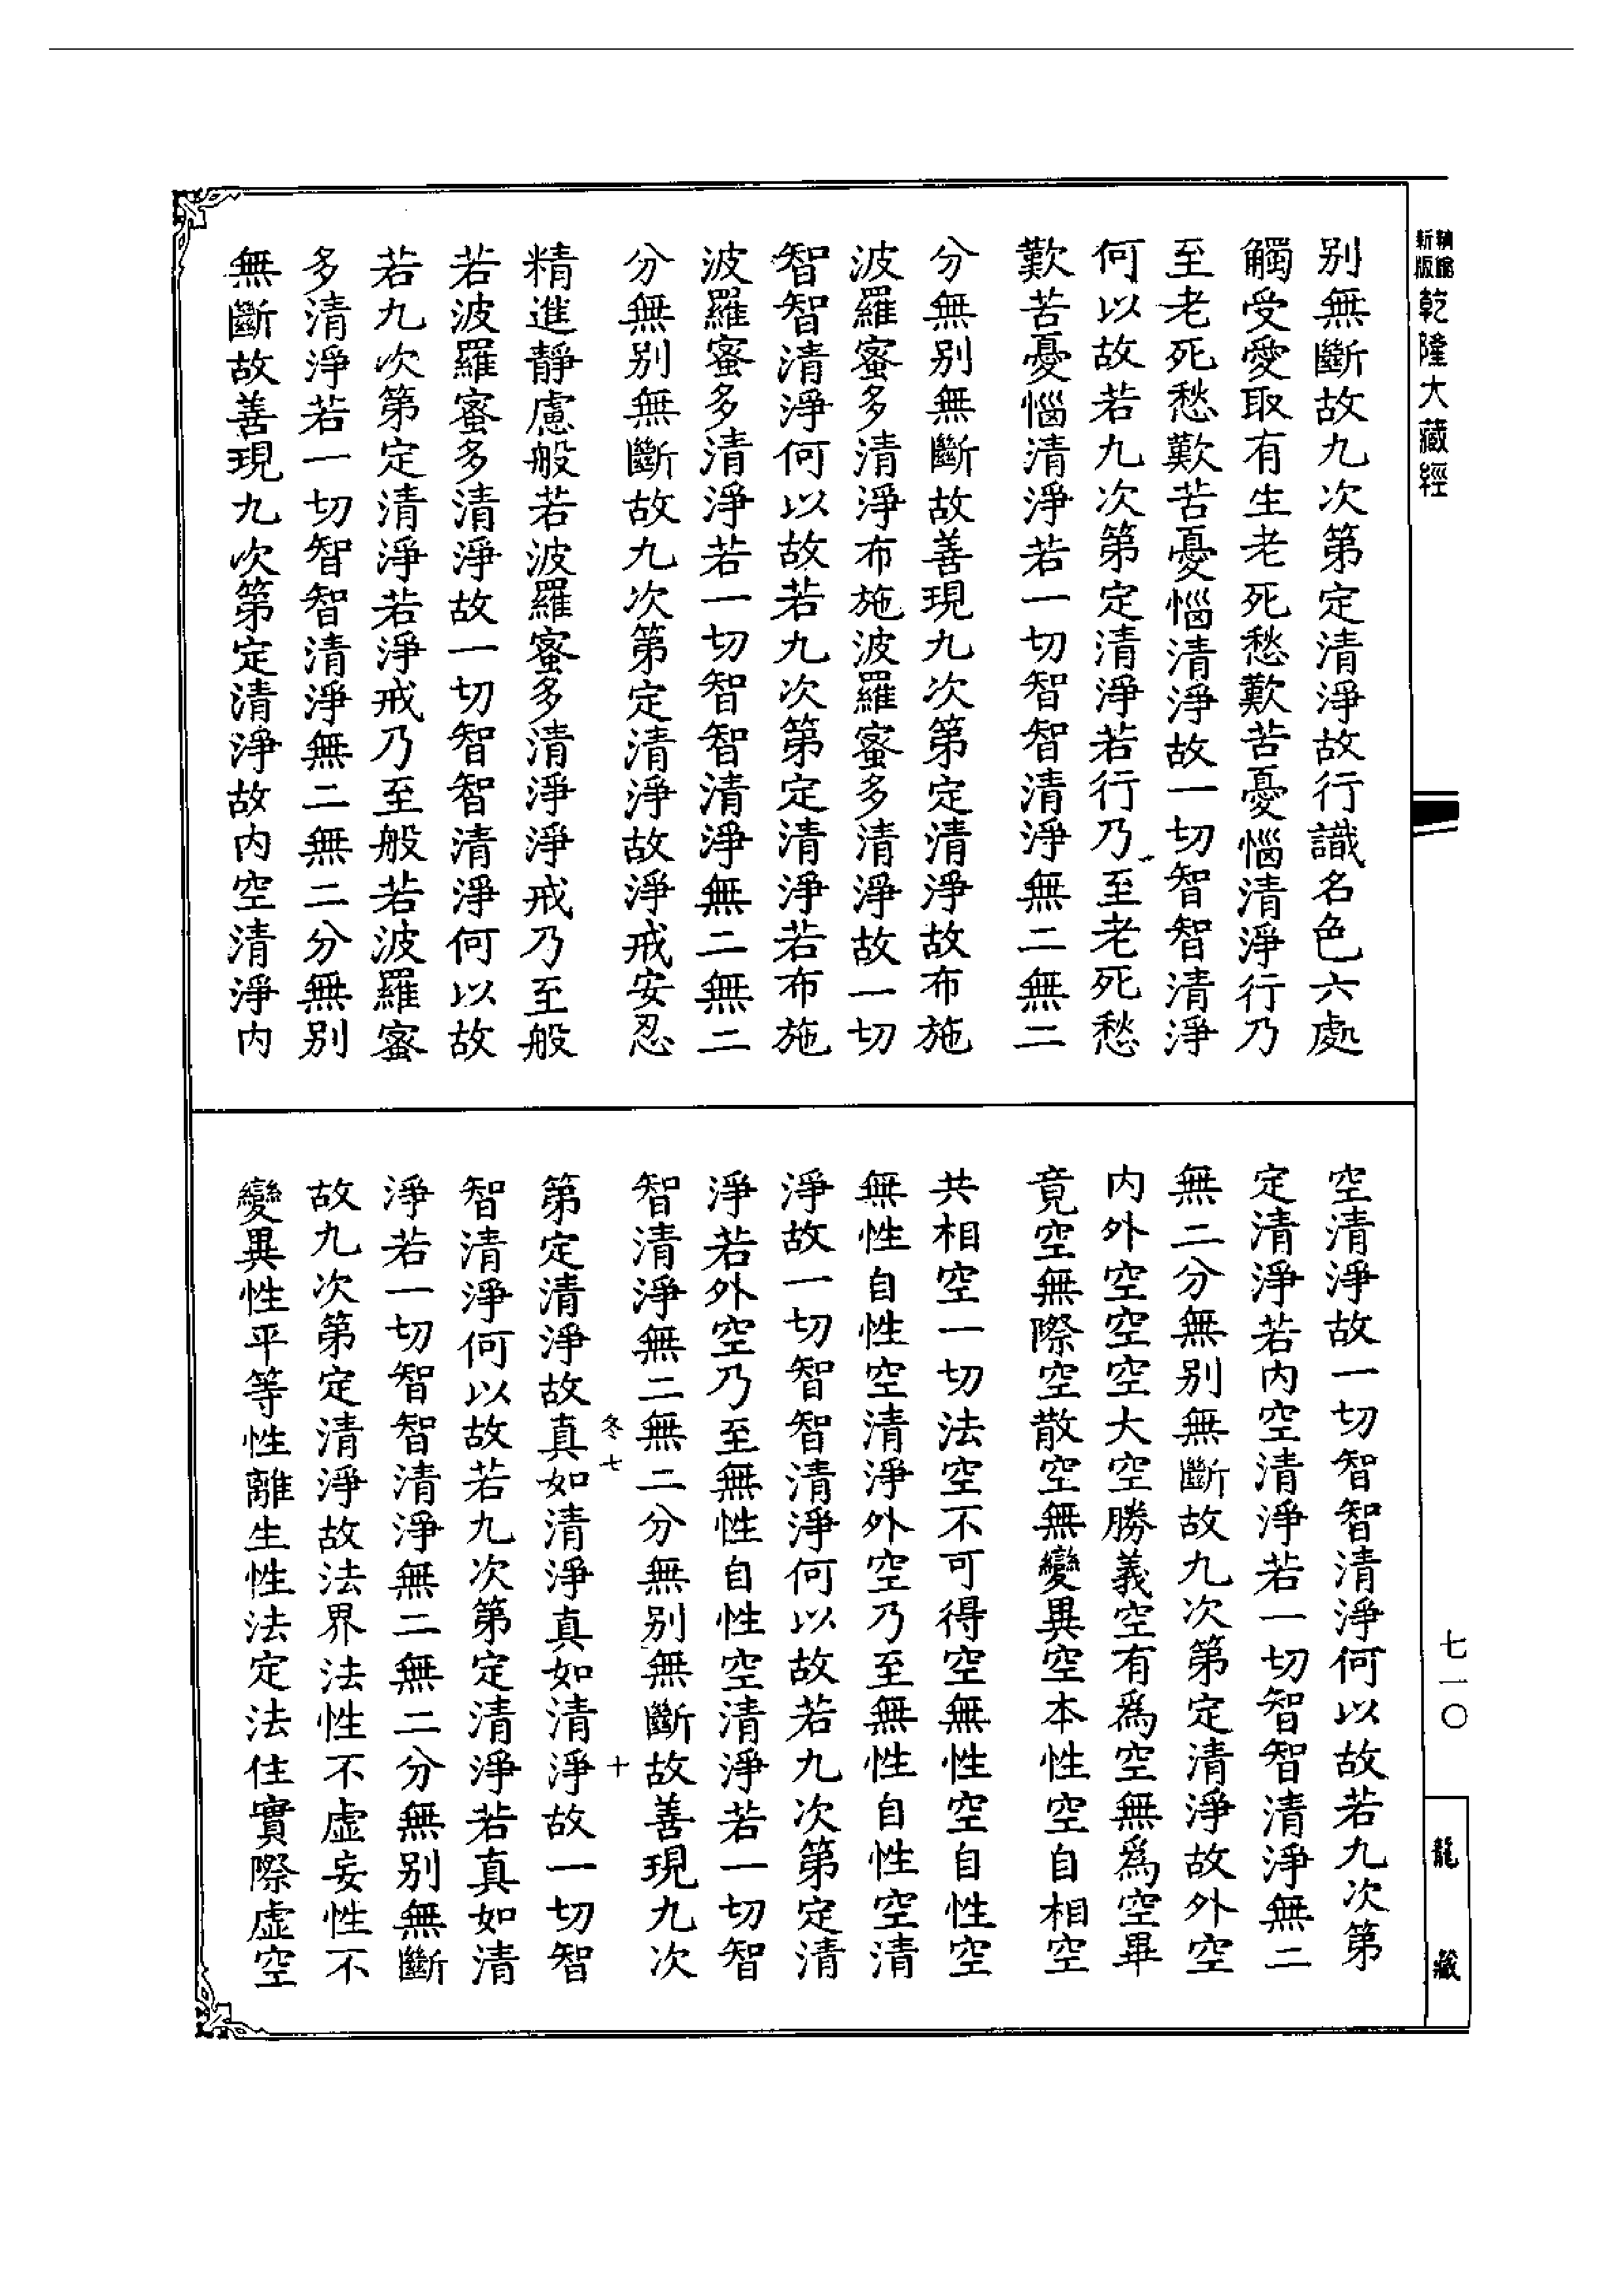 新版
精縮
乾隆大藏經
别無斷故九次第定清淨故行識名色六處
觸受愛取有生老死愁歎苦憂惱清淨行乃
至老死愁歎苦憂惱清淨故一切智智清淨
何以故若九次第定清淨若行乃至老死愁
歎苦憂惱清淨若一切智智清淨無二無二
分無别無斷故善現九次第定清淨故布施
波羅蜜多清淨布施波羅蜜多清淨故一切
智智清淨何以故若九次第定清淨若布施
波羅蜜多清淨若一切智智清淨無二無二
分無别無斷故九次第定清淨故淨戒安忍
精進靜慮般若波羅蜜多清淨淨戒乃至般
若波羅蜜多清淨故一切智智清淨何以故
若九次第定清淨若淨戒乃至般若波羅蜜
多清淨若一切智智清淨無二無二分無别
無斷故善現九次第定清淨故内空清淨内
空清淨故一切智智清淨何以故若九次第
定清淨若内空清淨若一切智智清淨無二
無二分無别無斷故九次第定清淨故外空
内外空空空大空勝義空有爲空無爲空畢
竟空無際空散空無變異空本性空自相空
共相空一切法空不可得空無性空自性空
無性自性空清淨外空乃至無性自性空清
淨故一切智智清淨何以故若九次第定清
淨若外空乃至無性自性空清淨若一切智
智清淨無二無二分無别無斷故善現九次
冬七
十
第定清淨故真如清淨真如清淨故一切智
智清淨何以故若九次第定清淨若真如清
淨若一切智智清淨無二無二分無别無斷
故九次第定清淨故法界法性不虚妄性不
變異性平等性離生性法定法住實際虚空
七一〇
龍藏